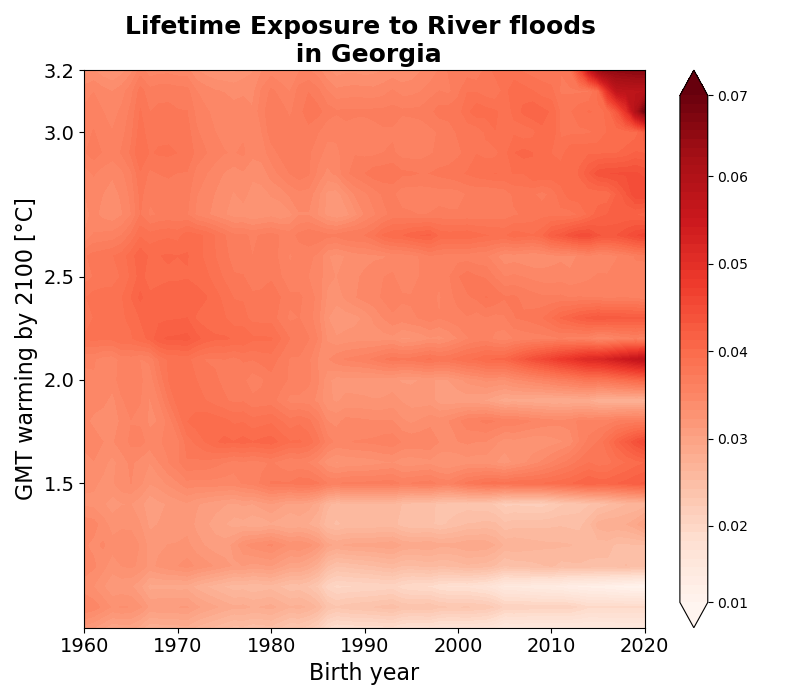 Lifetime Exposure to River floods
in Georgia
GMT warming by 2100 [°C]
3.2
3.0
2.5
2.0
1.5
1960 1970 1980 1990 2000 2010 2020
Birth year
0.07
0.06
0.05
0.04
0.03
0.02
0.01